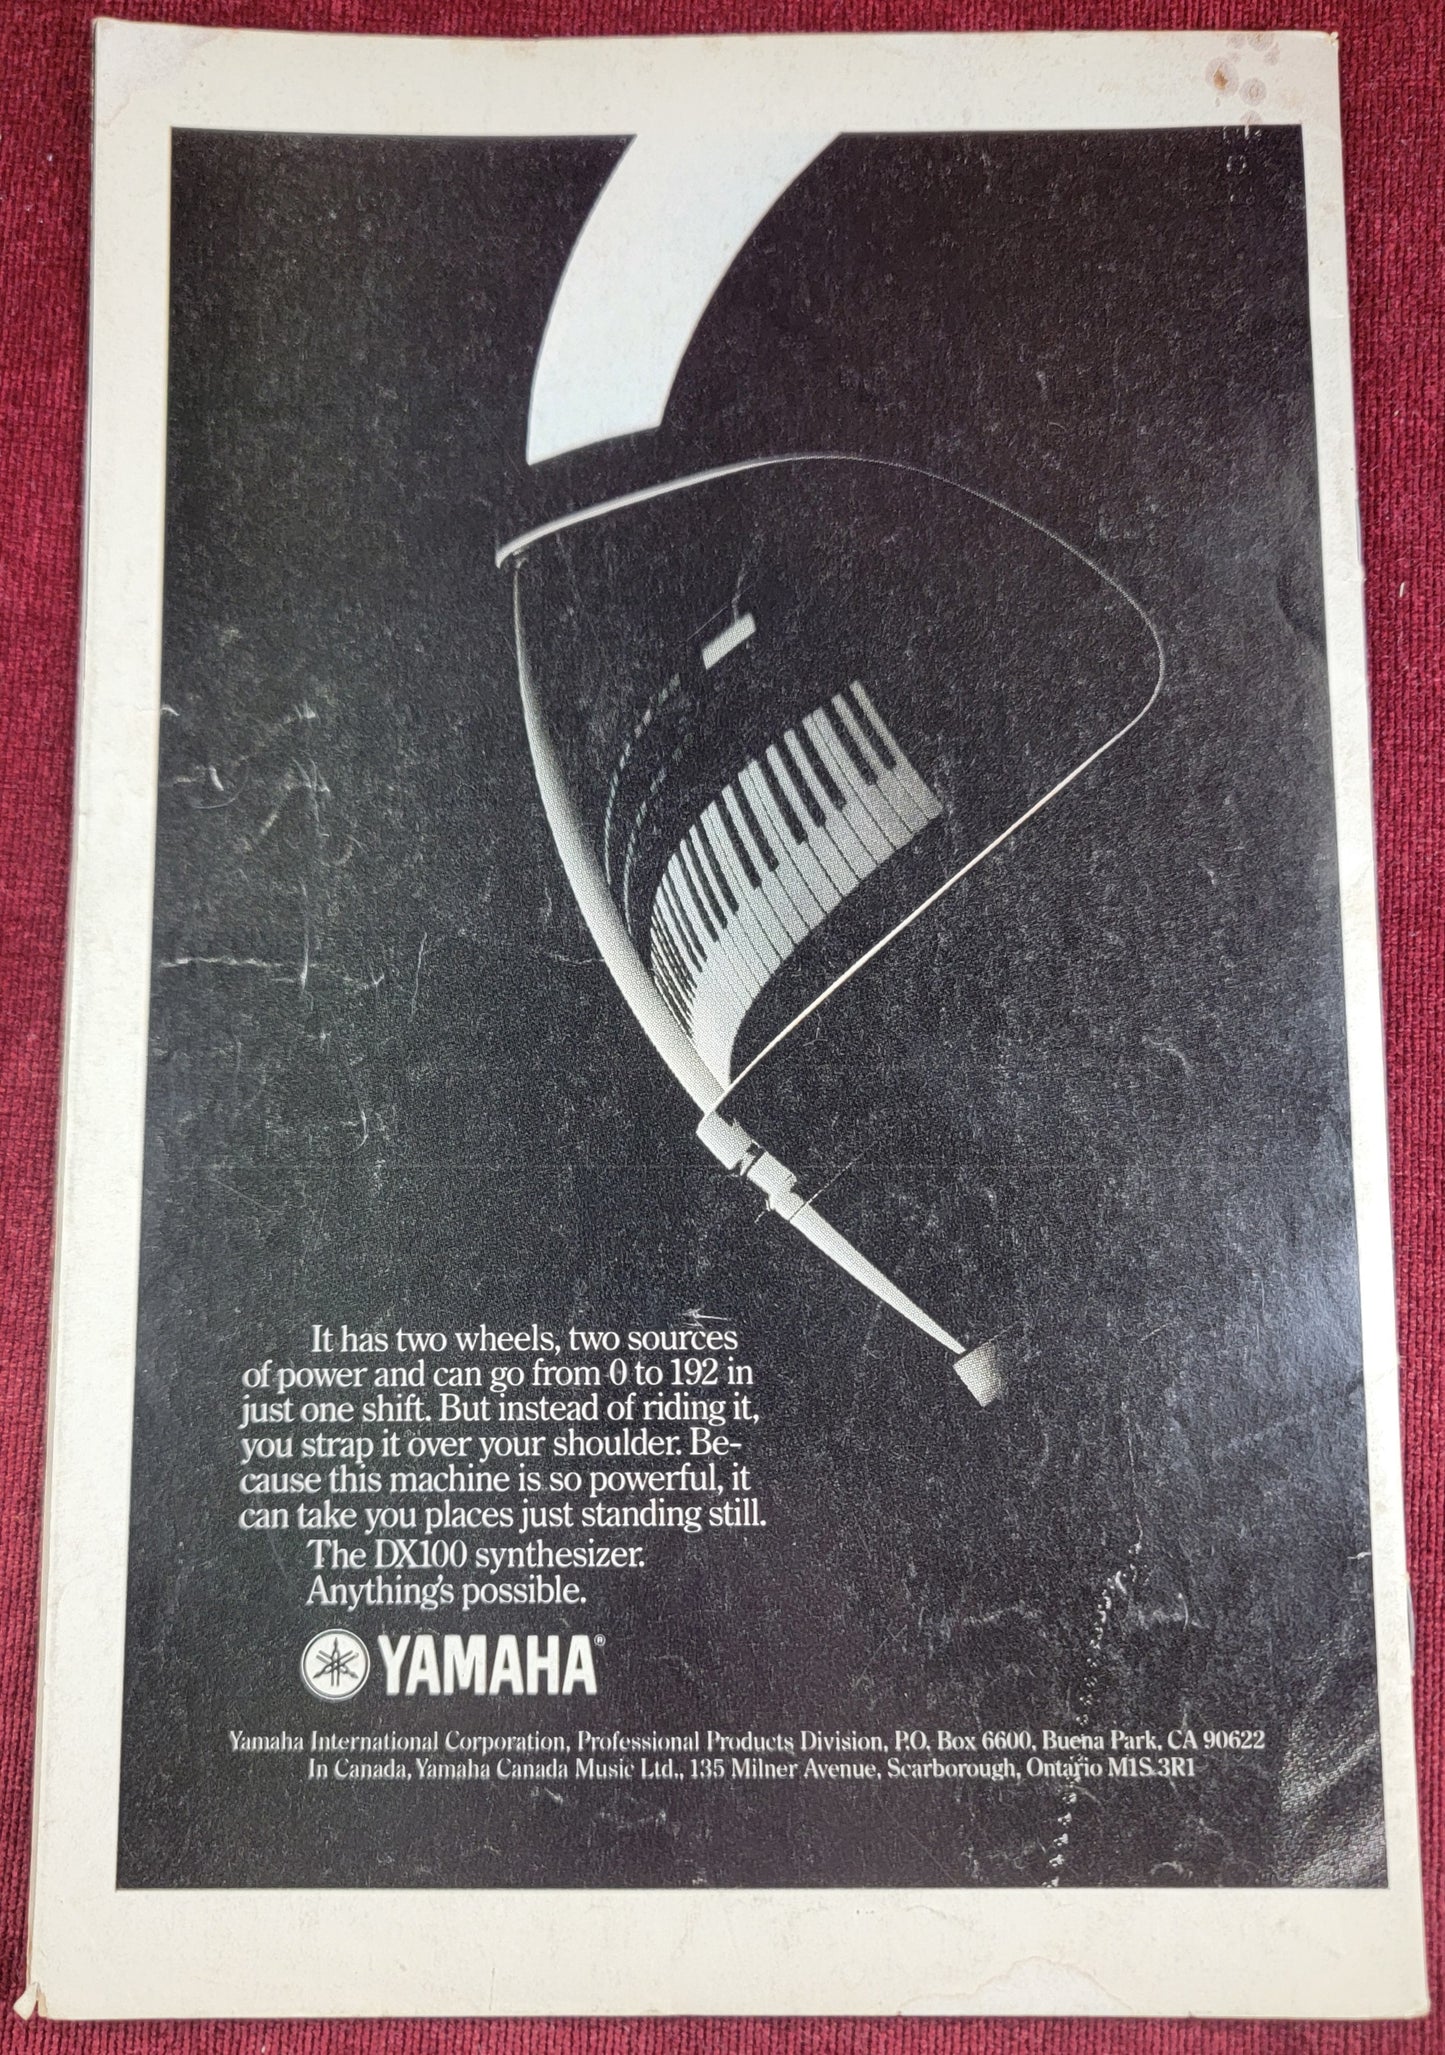 It has two wheels, two sources
of power and can go from 0 to 192 in
just one shift. But instead of riding it,
you strap it over your shoulder. Be-
cause this machine is so powerful, it
can take you places just standing still.
The DX100 synthesizer.
Anything's possible.
YAMAHA®
Yamaha International Corporation, Professional Products Division, P.O. Box 6600, Buena Park, CA 90622
In Canada, Yamaha Canada Music Ltd., 135 Milner Avenue, Scarborough, Ontario M1S 3R1